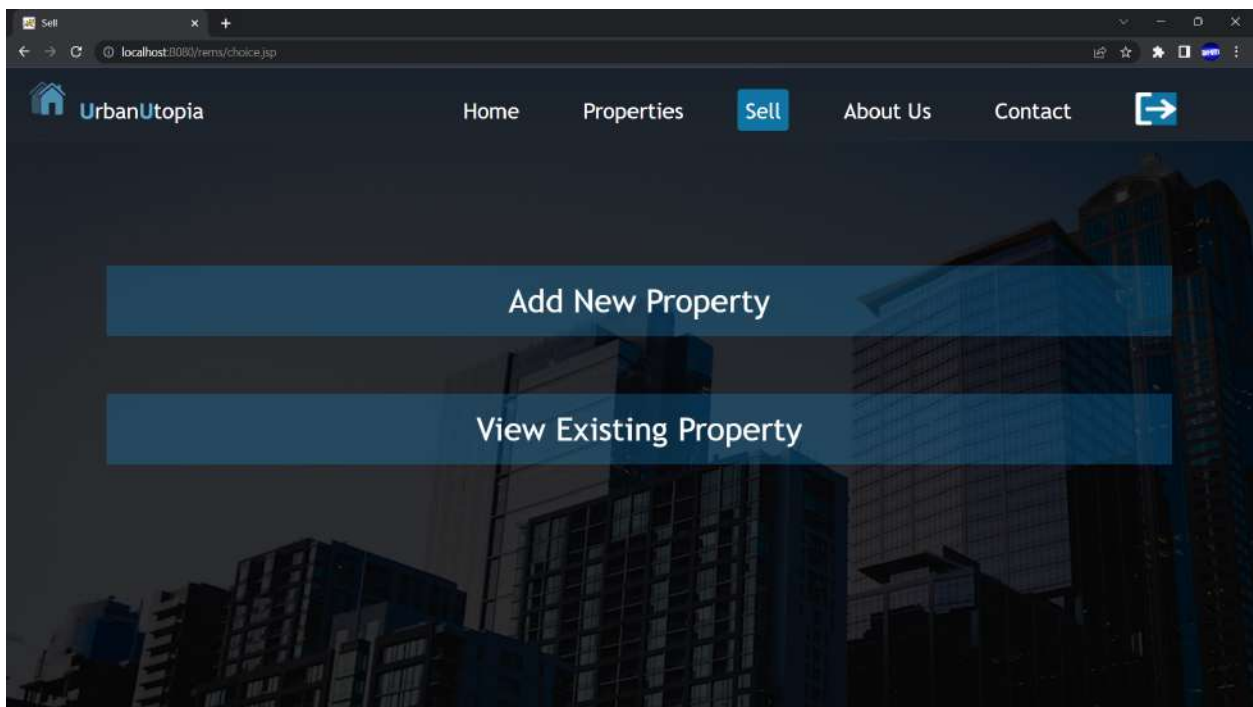 Sell
localhost:8080/rems/choice.jsp
UrbanUtopia Home Properties Sell About Us Contact
Add New Property
View Existing Property